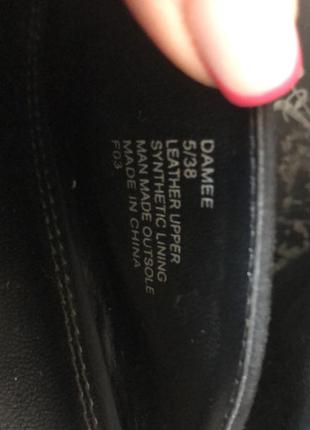 DAMEE
5/38
LEATHER UPPER
SYNTHETIC LINING
MAN MADE OUTSOLE
MADE IN CHINA
F03